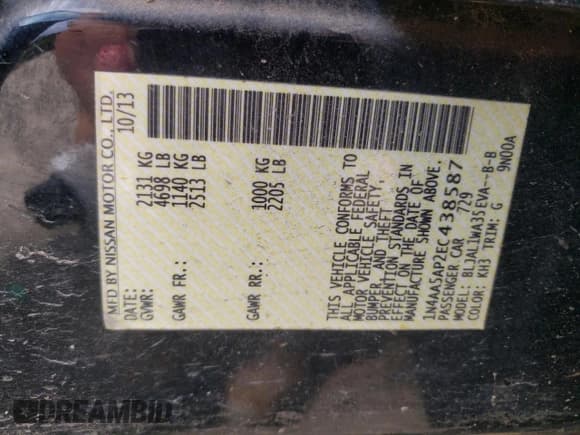 MFD BY NISSAN MOTOR CO., LTD.
DATE: 10/13
GVWR: 2131 KG
4698 LB
GAWR FR.: 1140 KG
2513 LB
GAWR RR.: 1000 KG
2205 LB
THIS VEHICLE CONFORMS TO
ALL APPLICABLE FEDERAL
MOTOR VEHICLE SAFETY,
BUMPER, AND THEFT
PREVENTION STANDARDS IN
EFFECT ON THE DATE OF
MANUFACTURE SHOWN ABOVE.
1N4AA5AP2EC438587
PASSENGER CAR 729
MODEL: BLJAL1WA35EVA--B-B
COLOR: KH3 TRIM: G 9N00A
DREAMBID